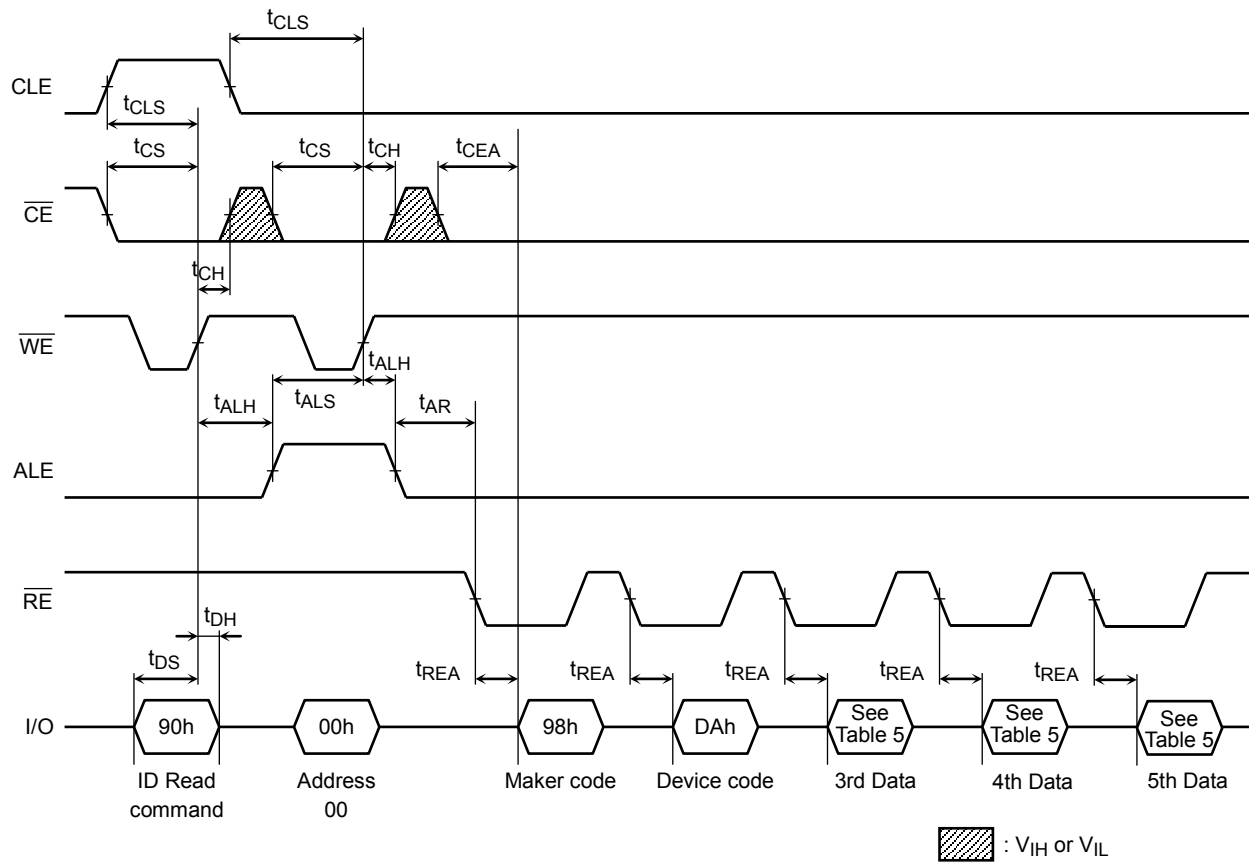 tCLS
CLE
tCLS
tCS
tCS
tCH
tCEA
CE
tCH
WE
tALH
tALH
tALS
tAR
ALE
RE
tDH
tDS
tREA
tREA
tREA
tREA
tREA
I/O
90h
00h
98h
DAh
See
Table 5
See
Table 5
See
Table 5
ID Read
command
Address
00
Maker code
Device code
3rd Data
4th Data
5th Data
: VIH or VIL